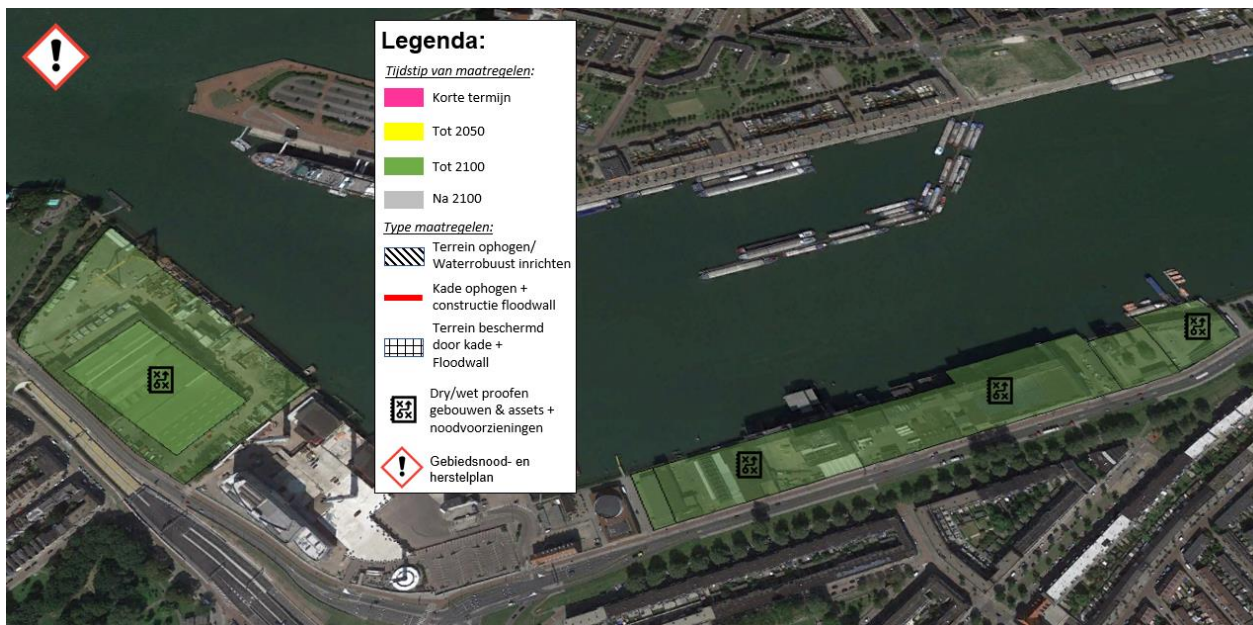 Legenda:
Tijdstip van maatregelen:
Korte termijn
Tot 2050
Tot 2100
Na 2100
Type maatregelen:
Terrein ophogen/
Waterrobuust inrichten
Kade ophogen +
constructie floodwall
Terrein beschermd
door kade +
Floodwall
Dry/wet proofen
gebouwen & assets +
noodvoorzieningen
Gebiedsnood- en
herstelplan